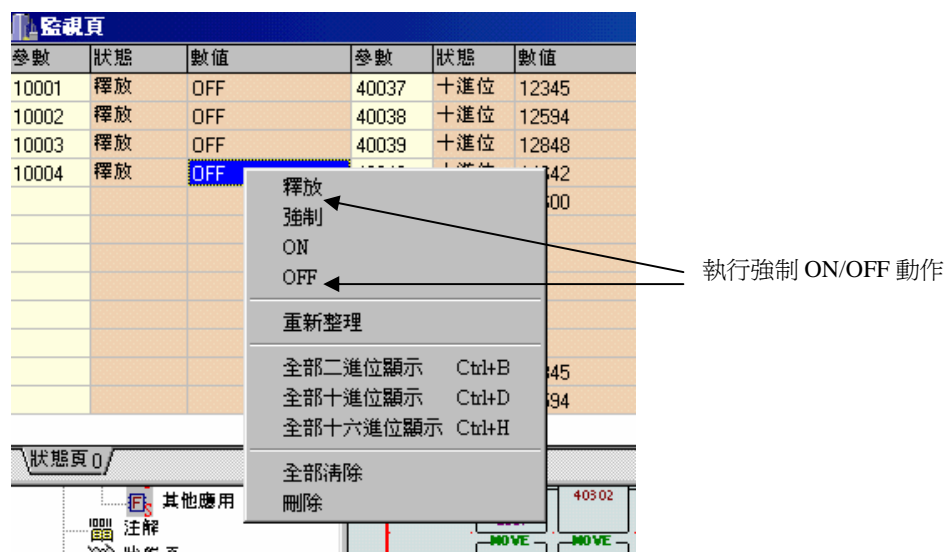 監視頁
參數 狀態 數值 參數 狀態 數值
10001 釋放 OFF 40037 十進位 12345
10002 釋放 OFF 40038 十進位 12594
10003 釋放 OFF 40039 十進位 12848
10004 釋放 OFF
釋放
強制
ON
OFF
重新整理
全部二進位顯示 Ctrl+B
全部十進位顯示 Ctrl+D
全部十六進位顯示 Ctrl+H
全部清除
刪除
執行強制 ON/OFF 動作
狀態頁0
其他應用
注解
40302
MOVE MOVE